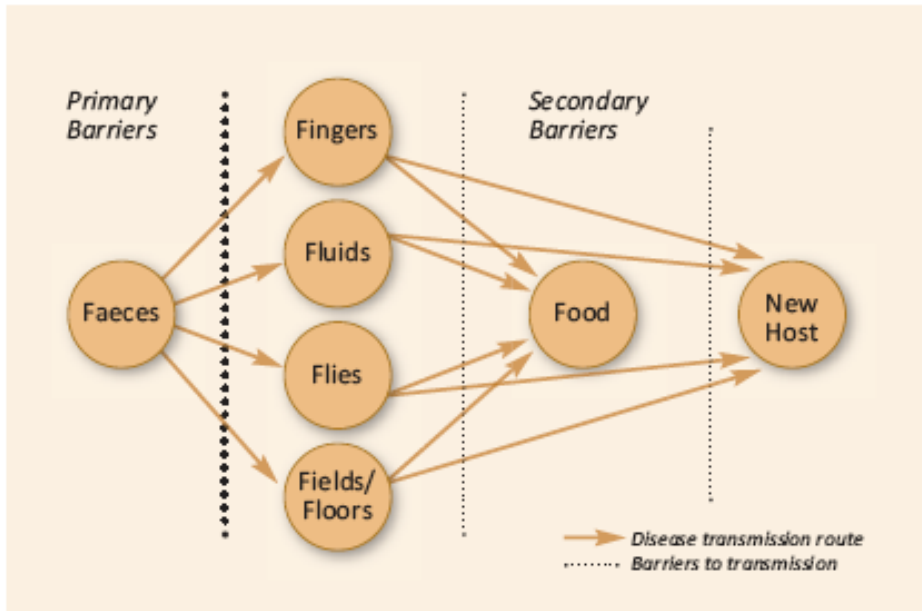 Primary
Barriers
Secondary
Barriers
Fingers
Fluids
Faeces
Food
New
Host
Flies
Fields/
Floors
Disease transmission route
Barriers to transmission